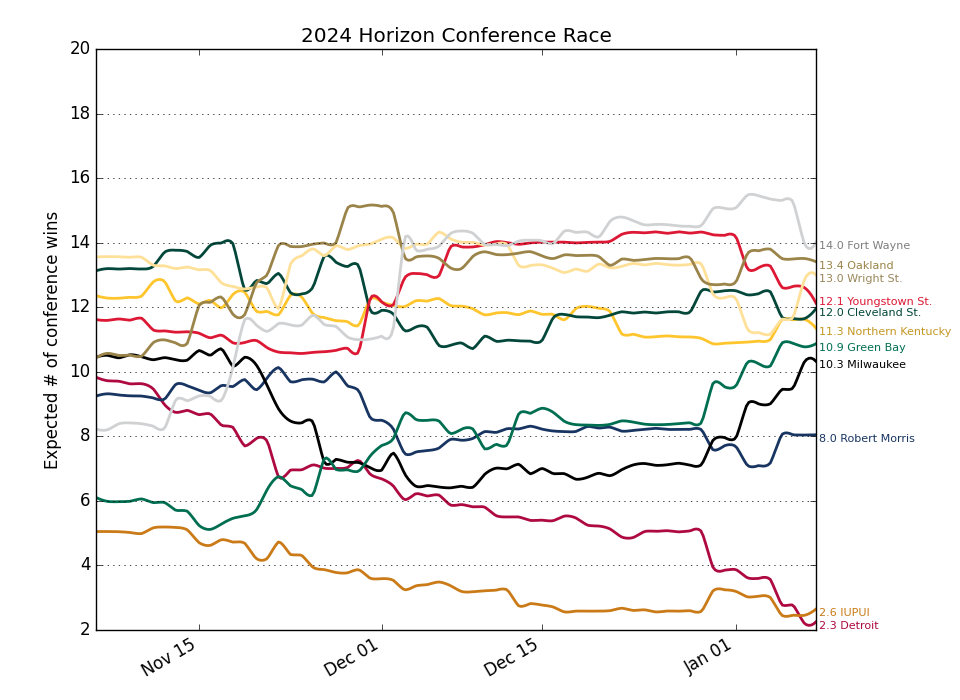 2024 Horizon Conference Race
Expected # of conference wins
20
18
16
14
12
10
8
6
4
2
14.0 Fort Wayne
13.4 Oakland
13.0 Wright St.
12.1 Youngstown St.
12.0 Cleveland St.
11.3 Northern Kentucky
10.9 Green Bay
10.3 Milwaukee
8.0 Robert Morris
2.6 IUPUI
2.3 Detroit
Nov 15
Dec 01
Dec 15
Jan 01